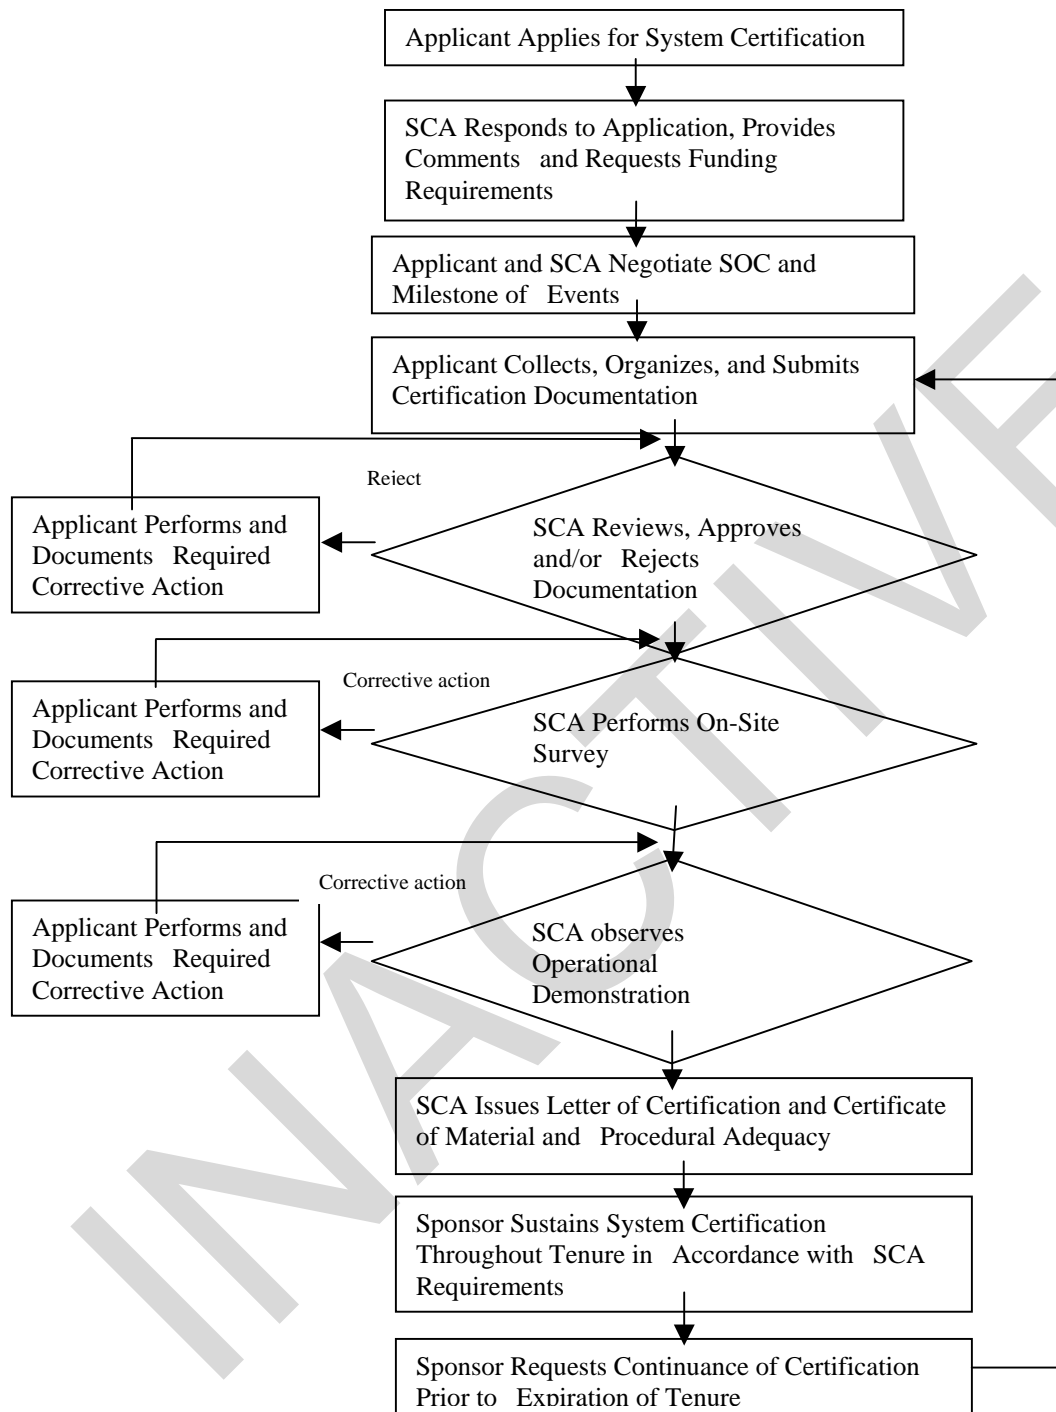 Applicant Applies for System Certification
SCA Responds to Application, Provides
Comments and Requests Funding
Requirements
Applicant and SCA Negotiate SOC and
Milestone of Events
Applicant Collects, Organizes, and Submits
Certification Documentation
Reject
Applicant Performs and
Documents Required
Corrective Action
SCA Reviews, Approves
and/or Rejects
Documentation
Corrective action
Applicant Performs and
Documents Required
Corrective Action
SCA Performs On-Site
Survey
Corrective action
Applicant Performs and
Documents Required
Corrective Action
SCA observes
Operational
Demonstration
SCA Issues Letter of Certification and Certificate
of Material and Procedural Adequacy
Sponsor Sustains System Certification
Throughout Tenure in Accordance with SCA
Requirements
Sponsor Requests Continuance of Certification
Prior to Expiration of Tenure
INACTIVE